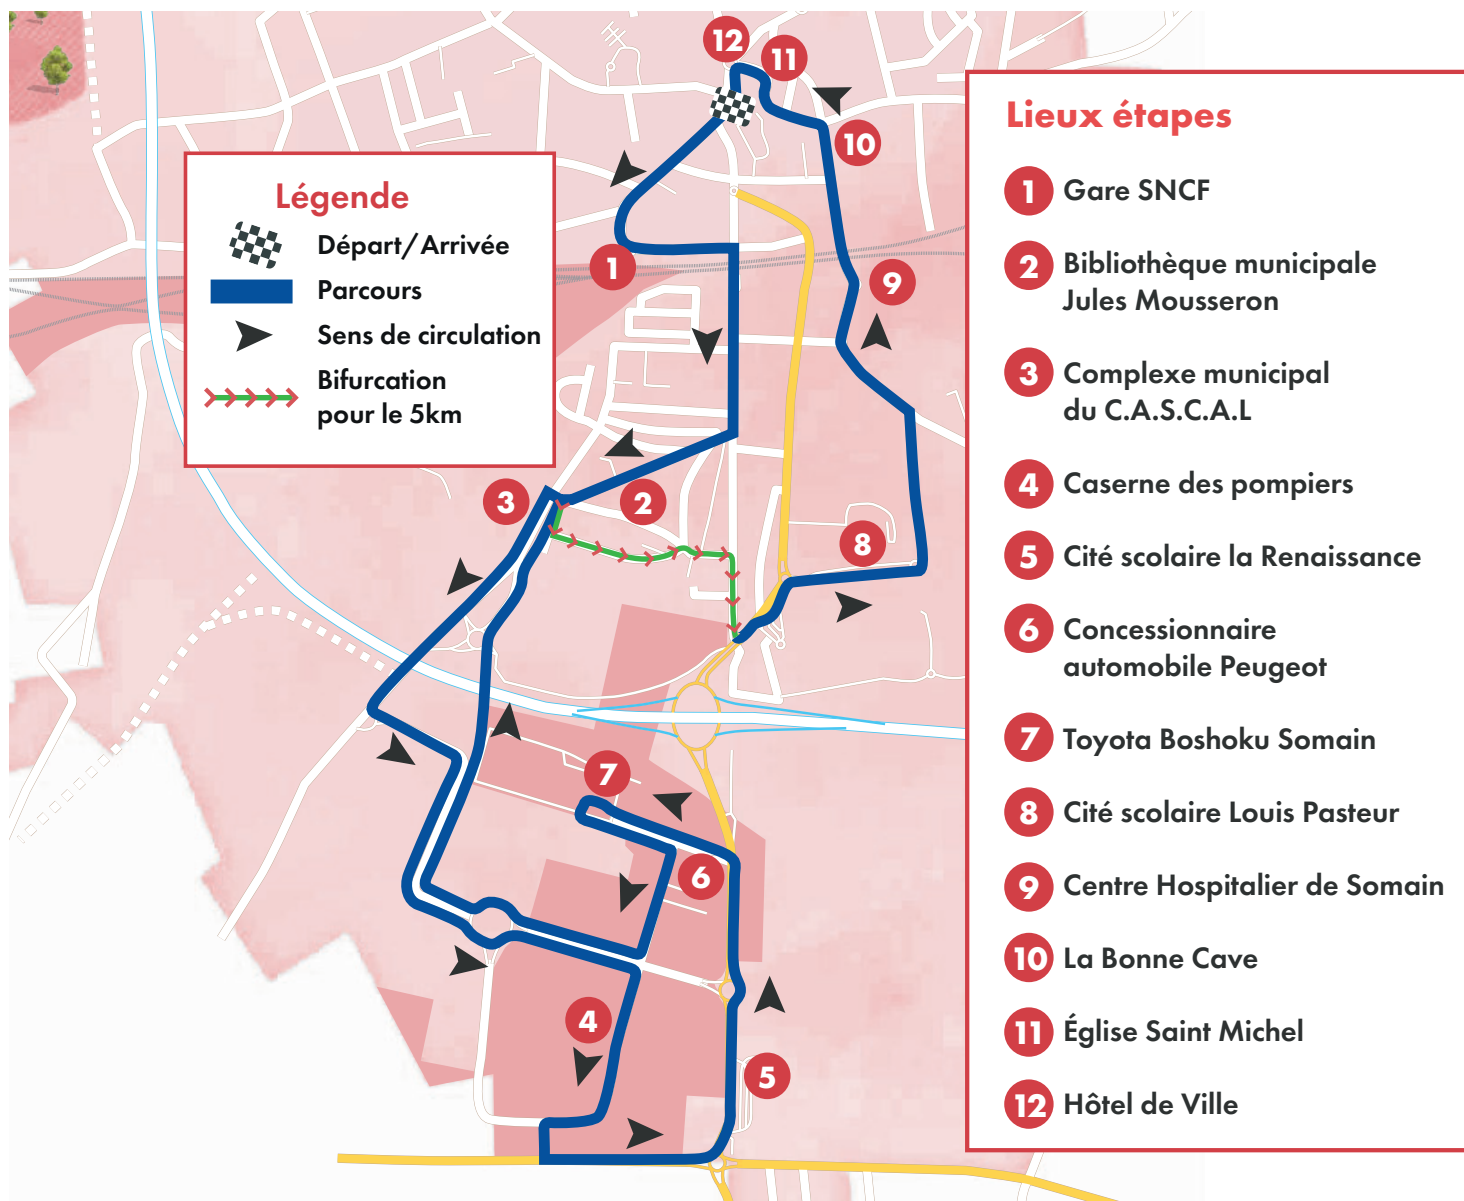 12
11
10
1
9
3
2
8
7
6
4
5
Légende
Départ/Arrivée
Parcours
Sens de circulation
Bifurcation
pour le 5km
Lieux étapes
1 Gare SNCF
2 Bibliothèque municipale
Jules Mousseron
3 Complexe municipal
du C.A.S.C.A.L
4 Caserne des pompiers
5 Cité scolaire la Renaissance
6 Concessionnaire
automobile Peugeot
7 Toyota Boshoku Somain
8 Cité scolaire Louis Pasteur
9 Centre Hospitalier de Somain
10 La Bonne Cave
11 Église Saint Michel
12 Hôtel de Ville